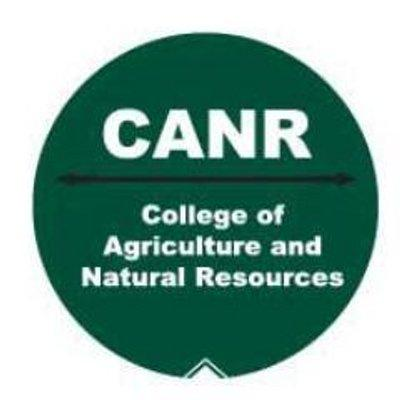 CANR
College of
Agriculture and
Natural Resources